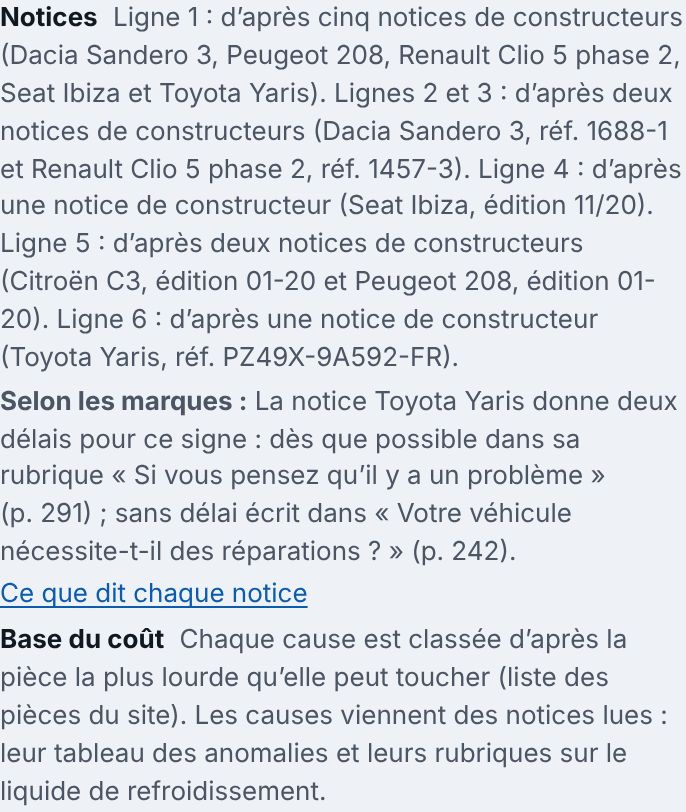 Notices Ligne 1 : d’après cinq notices de constructeurs
(Dacia Sandero 3, Peugeot 208, Renault Clio 5 phase 2,
Seat Ibiza et Toyota Yaris). Lignes 2 et 3 : d’après deux
notices de constructeurs (Dacia Sandero 3, réf. 1688-1
et Renault Clio 5 phase 2, réf. 1457-3). Ligne 4 : d’après
une notice de constructeur (Seat Ibiza, édition 11/20).
Ligne 5 : d’après deux notices de constructeurs
(Citroën C3, édition 01-20 et Peugeot 208, édition 01-
20). Ligne 6 : d’après une notice de constructeur
(Toyota Yaris, réf. PZ49X-9A592-FR).
Selon les marques : La notice Toyota Yaris donne deux
délais pour ce signe : dès que possible dans sa
rubrique « Si vous pensez qu’il y a un problème »
(p. 291) ; sans délai écrit dans « Votre véhicule
nécessite-t-il des réparations ? » (p. 242).
Ce que dit chaque notice
Base du coût Chaque cause est classée d’après la
pièce la plus lourde qu’elle peut toucher (liste des
pièces du site). Les causes viennent des notices lues :
leur tableau des anomalies et leurs rubriques sur le
liquide de refroidissement.